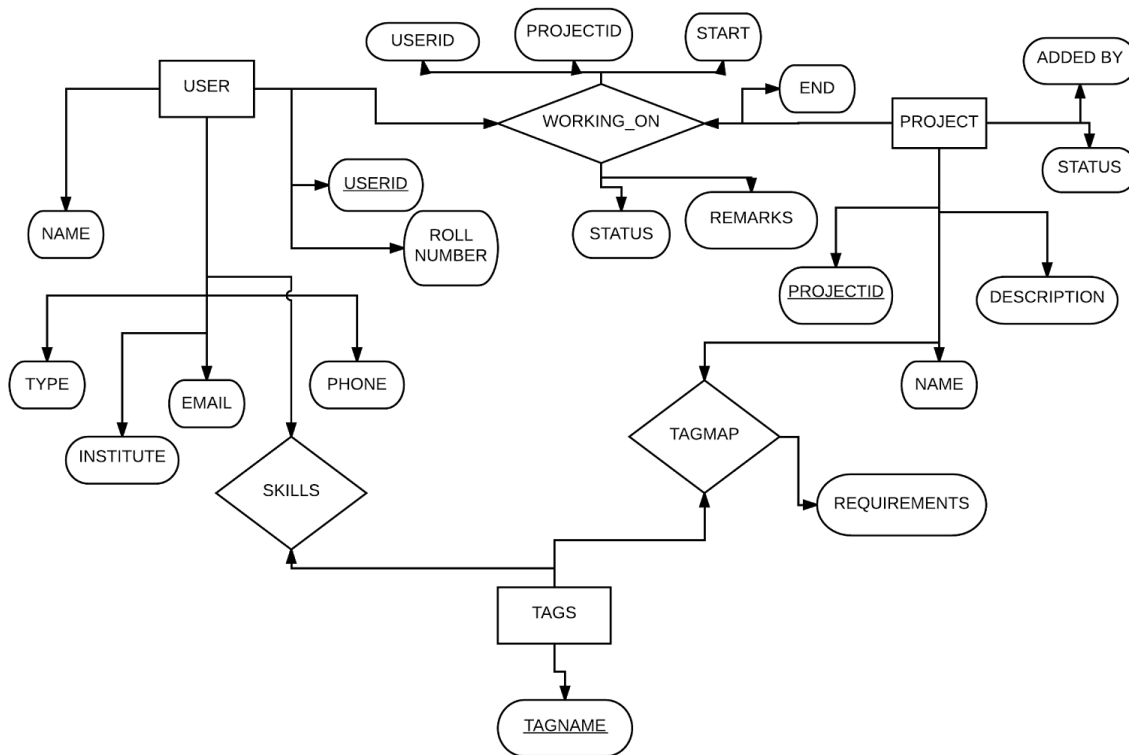 USERID
PROJECTID
START
ADDED BY
USER
END
WORKING_ON
PROJECT
STATUS
USERID
REMARKS
NAME
STATUS
ROLL
NUMBER
PROJECTID
DESCRIPTION
TYPE
EMAIL
PHONE
NAME
TAGMAP
INSTITUTE
SKILLS
REQUIREMENTS
TAGS
TAGNAME